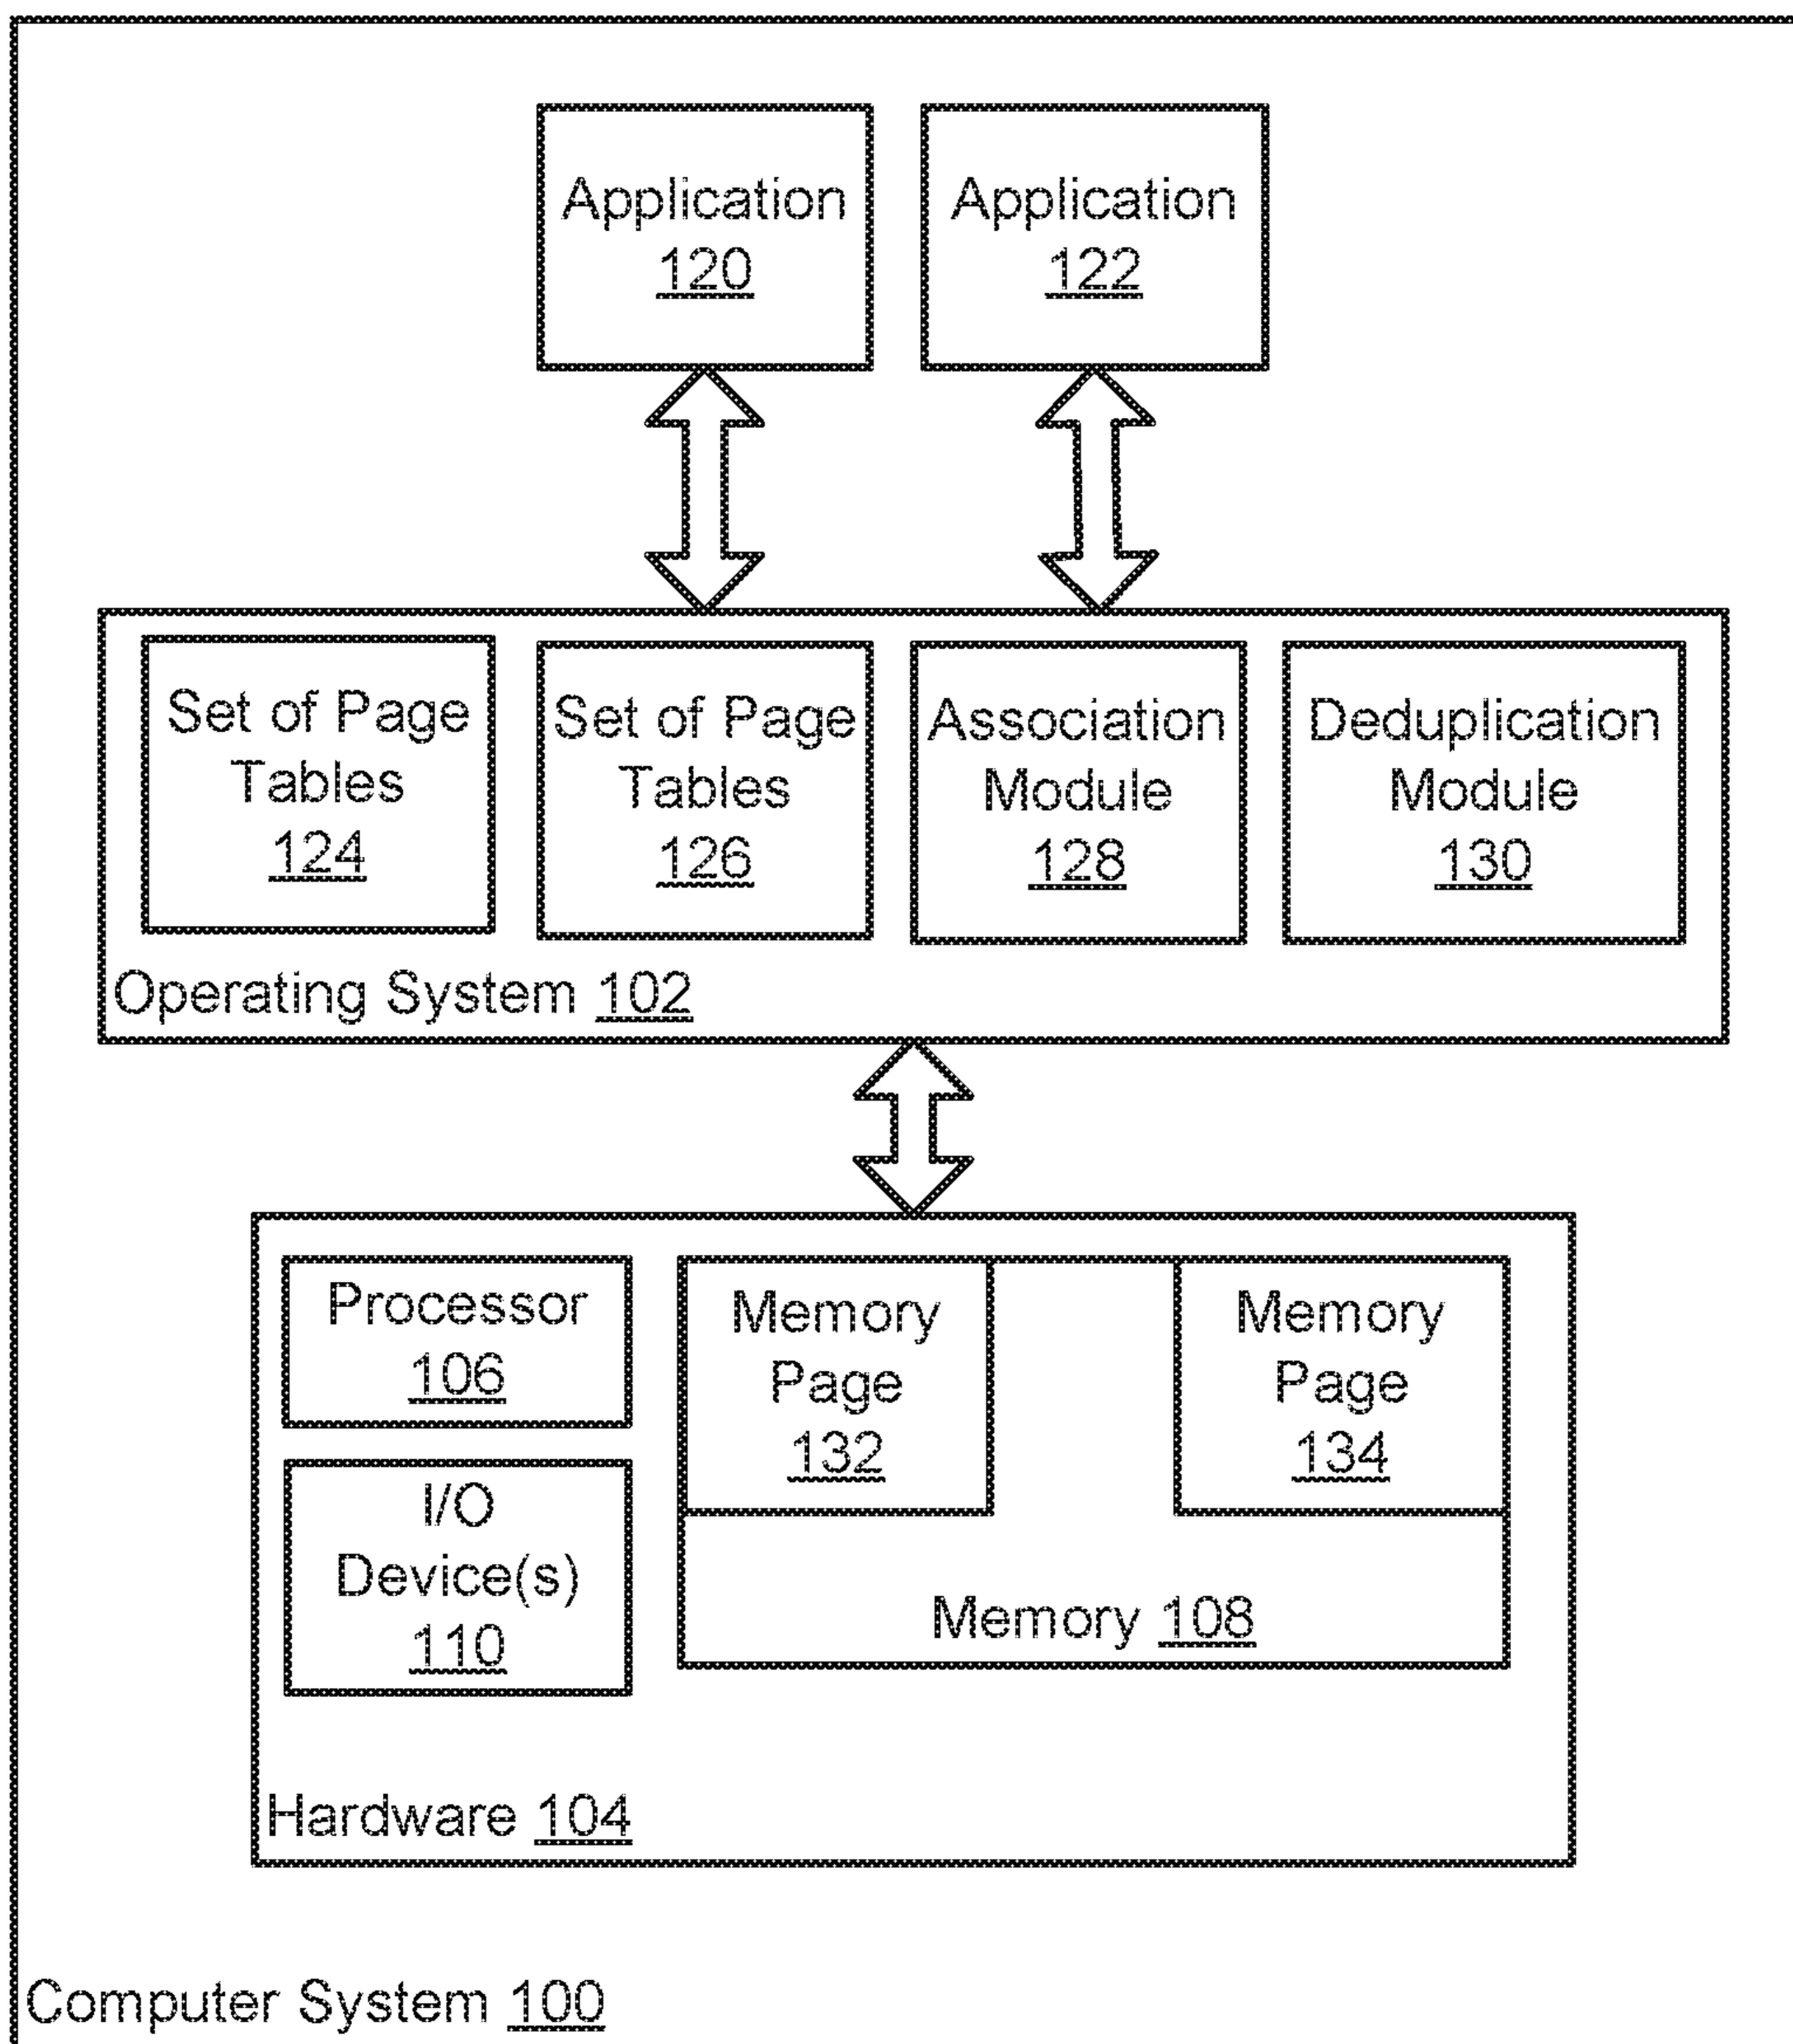 Application
120
Application
122
Set of Page
Tables
124
Set of Page
Tables
126
Association
Module
128
Deduplication
Module
130
Operating System 102
Processor
106
I/O
Device(s)
110
Memory
Page
132
Memory
Page
134
Memory 108
Hardware 104
Computer System 100